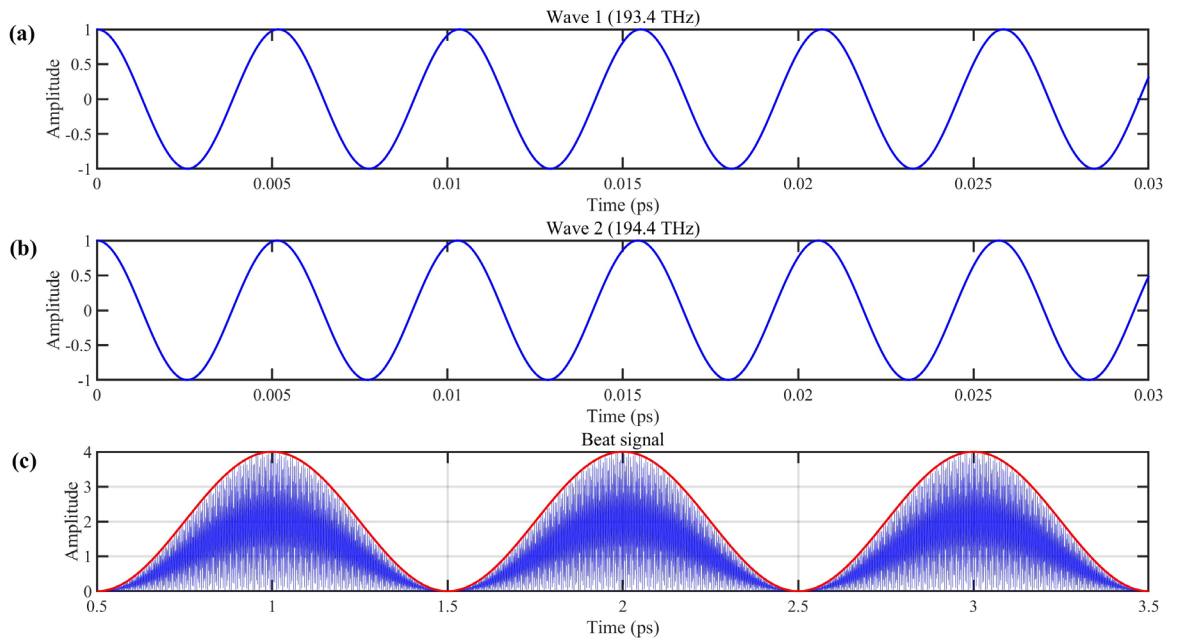 Wave 1 (193.4 THz)
(a)
Amplitude
1
0.5
0
-0.5
-1
0 0.005 0.01 0.015 0.02 0.025 0.03
Time (ps)
Wave 2 (194.4 THz)
(b)
Amplitude
1
0.5
0
-0.5
-1
0 0.005 0.01 0.015 0.02 0.025 0.03
Time (ps)
Beat signal
(c)
Amplitude
4
3
2
1
0
0.5 1 1.5 2 2.5 3 3.5
Time (ps)